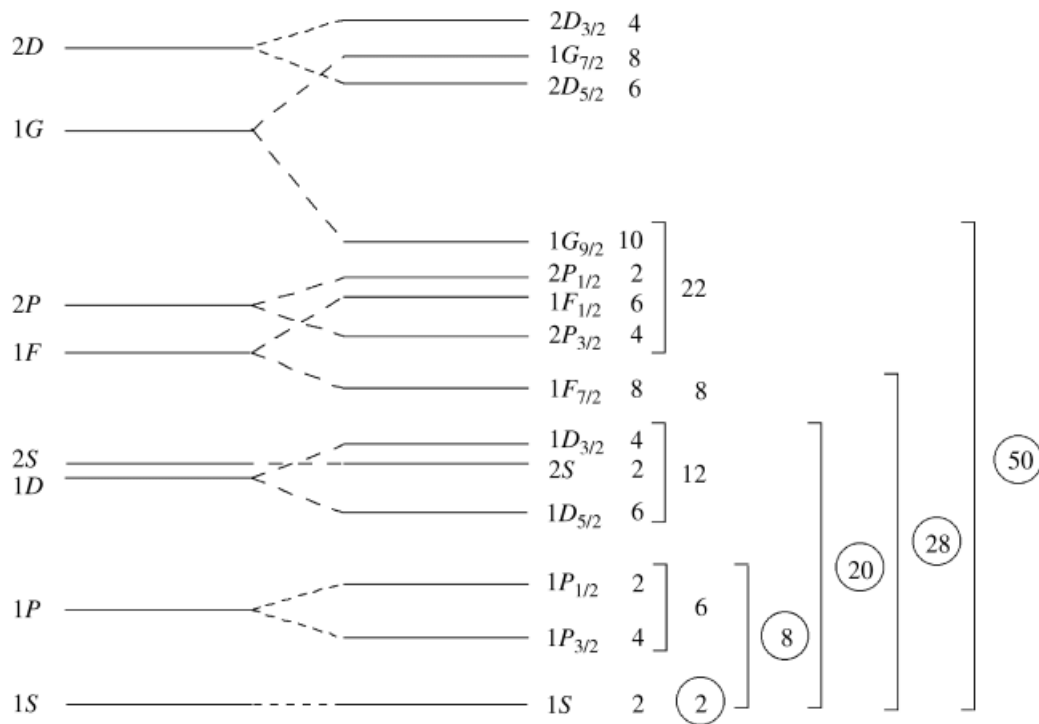 2D 2D3/2 4
1G7/2 8
2D5/2 6
1G
1G9/2 10
2P1/2 2
22
2P 1F1/2 6
2P3/2 4
1F
1F7/2 8 8
1D3/2 4
2S 2S 2 12 50
1D
1D5/2 6
28
20
1P1/2 2
1P 6
1P3/2 4 8
1S 1S 2 2